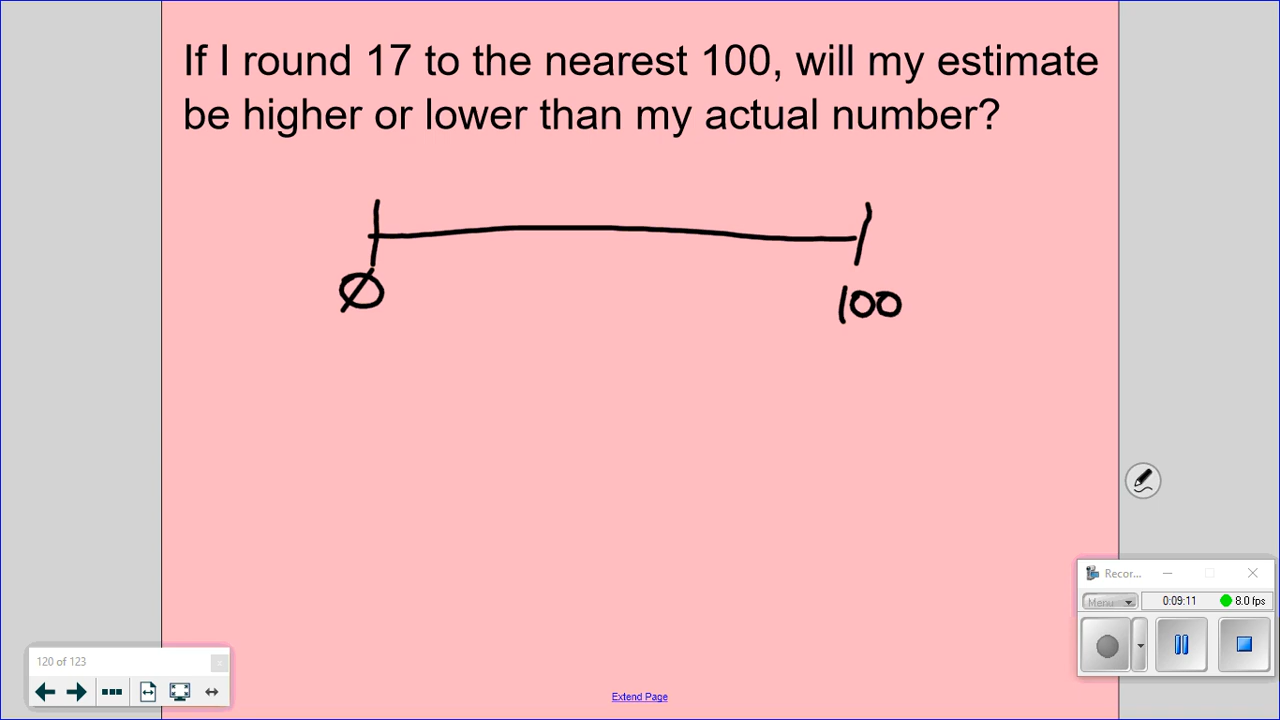 If I round 17 to the nearest 100, will my estimate
be higher or lower than my actual number?
0
100
Recor...
Menu
0:09:11
8.0 fps
120 of 123
Extend Page